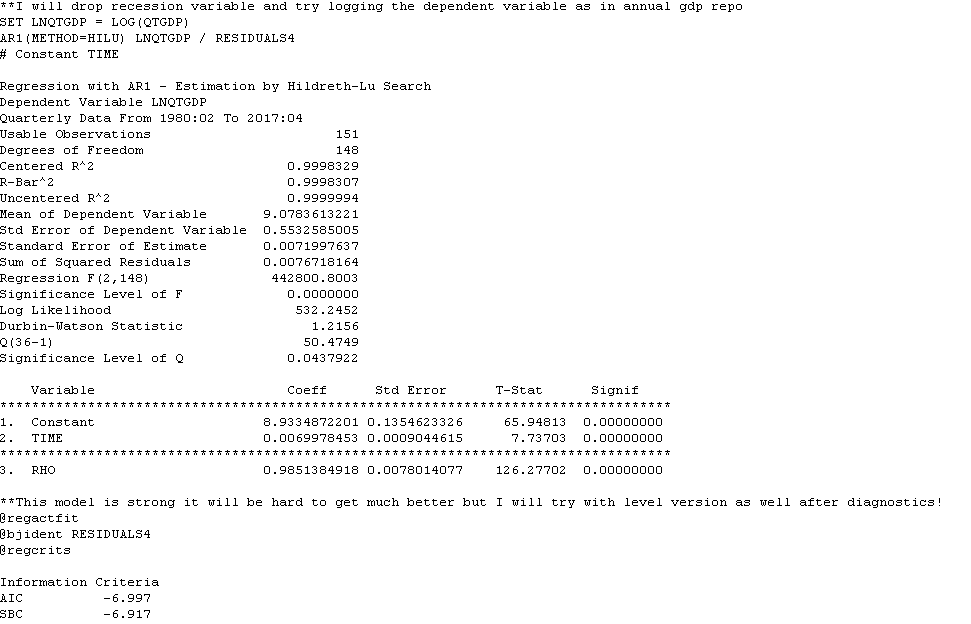 **I will drop recession variable and try logging the dependent variable as in annual gdp repo
SET LNQTGDP = LOG(QTGDP)
AR1(METHOD=HILU) LNQTGDP / RESIDUALS4
# Constant TIME
Regression with AR1 - Estimation by Hildreth-Lu Search
Dependent Variable LNQTGDP
Quarterly Data From 1980:02 To 2017:04
Usable Observations 151
Degrees of Freedom 148
Centered R^2 0.9998329
R-Bar^2 0.9998307
Uncentered R^2 0.9999994
Mean of Dependent Variable 9.0783613221
Std Error of Dependent Variable 0.5532585005
Standard Error of Estimate 0.0071997637
Sum of Squared Residuals 0.0076718164
Regression F(2,148) 442800.8003
Significance Level of F 0.0000000
Log Likelihood 532.2452
Durbin-Watson Statistic 1.2156
Q(36-1) 50.4749
Significance Level of Q 0.0437922
Variable Coeff Std Error T-Stat Signif
************************************************************************************
1. Constant 8.9334872201 0.1354623326 65.94813 0.00000000
2. TIME 0.0069978453 0.0009044615 7.73703 0.00000000
************************************************************************************
3. RHO 0.9851384918 0.0078014077 126.27702 0.00000000
**This model is strong it will be hard to get much better but I will try with level version as well after diagnostics!
@regactfit
@bjident RESIDUALS4
@regcrits
Information Criteria
AIC -6.997
SBC -6.917